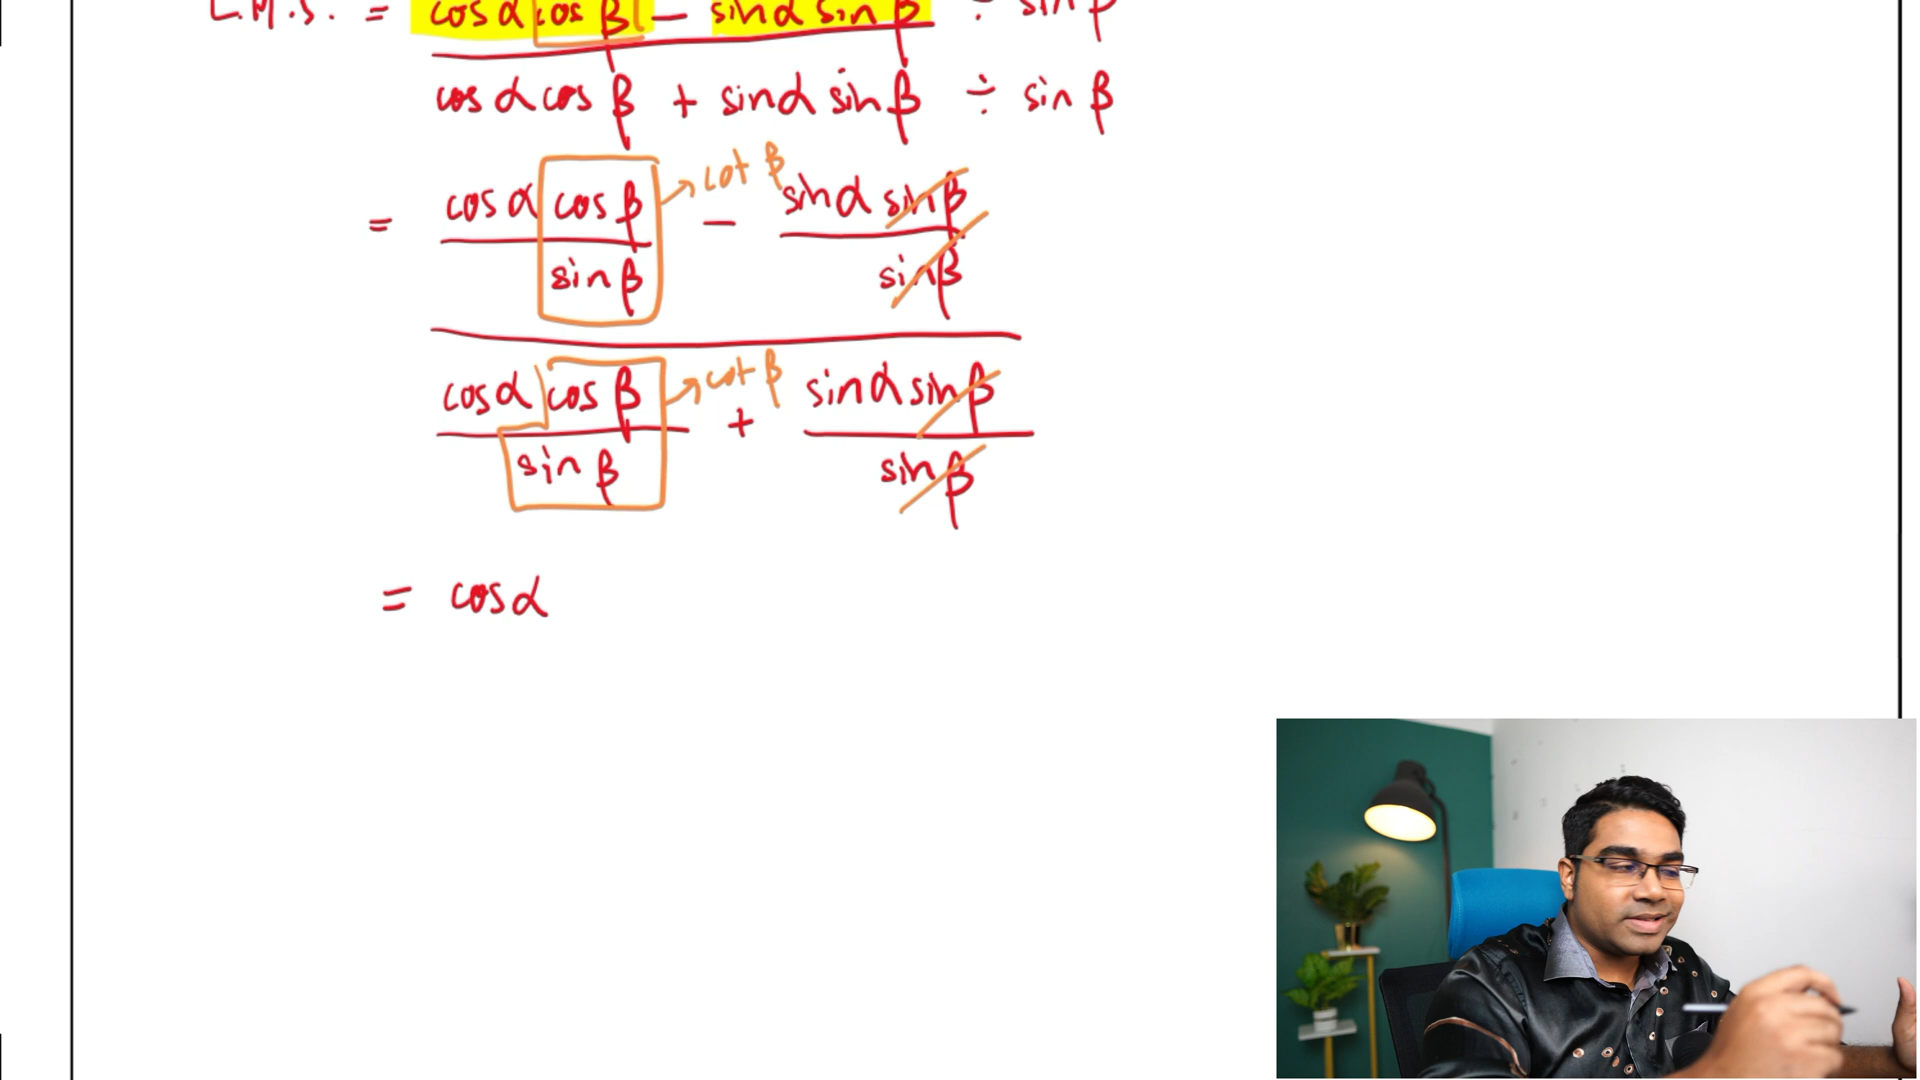 L.H.S. = cos α cos β − sin α sin β ÷ sin β
cos α cos β + sin α sin β ÷ sin β
= cos α cos β → cot β − sin α sin β
sin β sin β
cos α cos β → cot β + sin α sin β
sin β sin β
= cos α